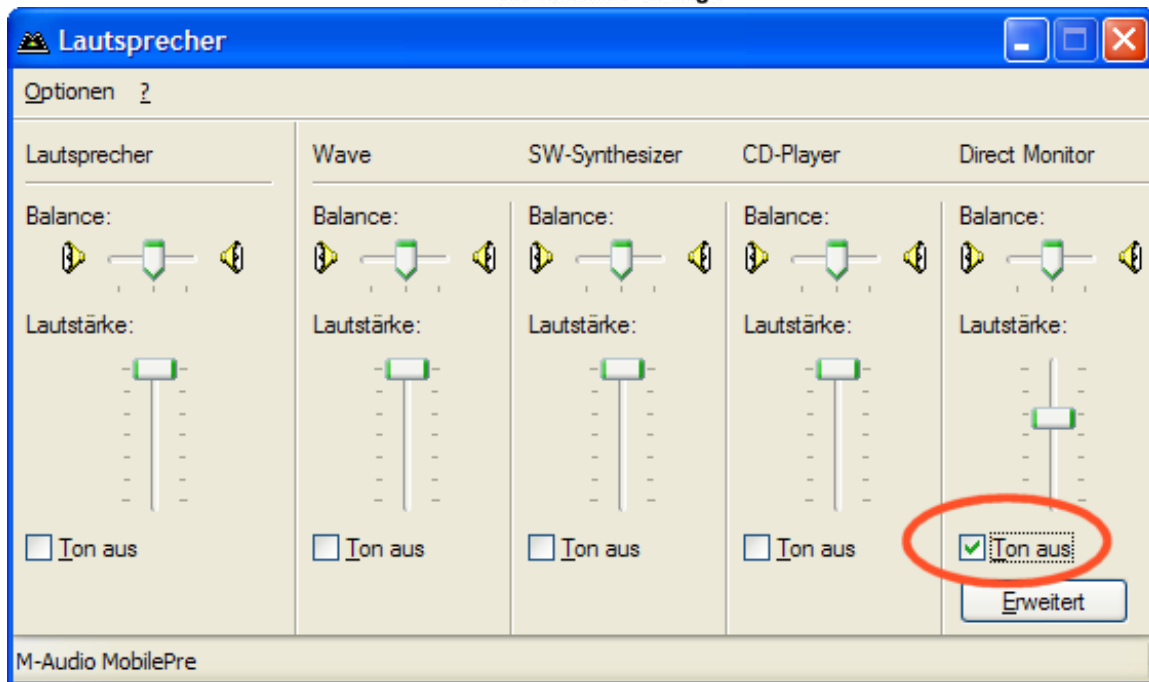 Lautsprecher
Optionen ?
Lautsprecher Wave SW-Synthesizer CD-Player Direct Monitor
Balance: Balance: Balance: Balance: Balance:
Lautstärke: Lautstärke: Lautstärke: Lautstärke: Lautstärke:
Ton aus Ton aus Ton aus Ton aus Ton aus
Erweitert
M-Audio MobilePre